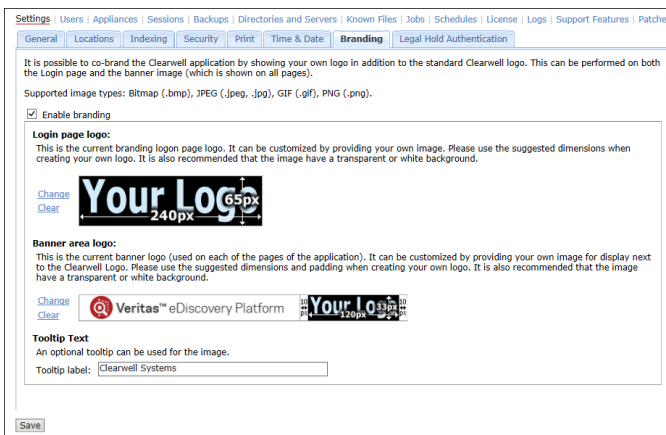 Settings | Users | Appliances | Sessions | Backups | Directories and Servers | Known Files | Jobs | Schedules | License | Logs | Support Features | Patche
General Locations Indexing Security Print Time & Date Branding Legal Hold Authentication
It is possible to co-brand the Clearwell application by showing your own logo in addition to the standard Clearwell logo. This can be performed on both
the Login page and the banner image (which is shown on all pages).
Supported image types: Bitmap (.bmp), JPEG (.jpeg, .jpg), GIF (.gif), PNG (.png).
Enable branding
Login page logo:
This is the current branding logon page logo. It can be customized by providing your own image. Please use the suggested dimensions when
creating your own logo. It is also recommended that the image have a transparent or white background.
Change
Clear
Your Logo
65px
240px
Banner area logo:
This is the current banner logo (used on each of the pages of the application). It can be customized by providing your own image for display next
to the Clearwell Logo. Please use the suggested dimensions and padding when creating your own logo. It is also recommended that the image
have a transparent or white background.
Change
Clear
Veritas™ eDiscovery Platform
10 px
Your Logo
33px
120px
10 px
Tooltip Text
An optional tooltip can be used for the image.
Tooltip label: Clearwell Systems
Save